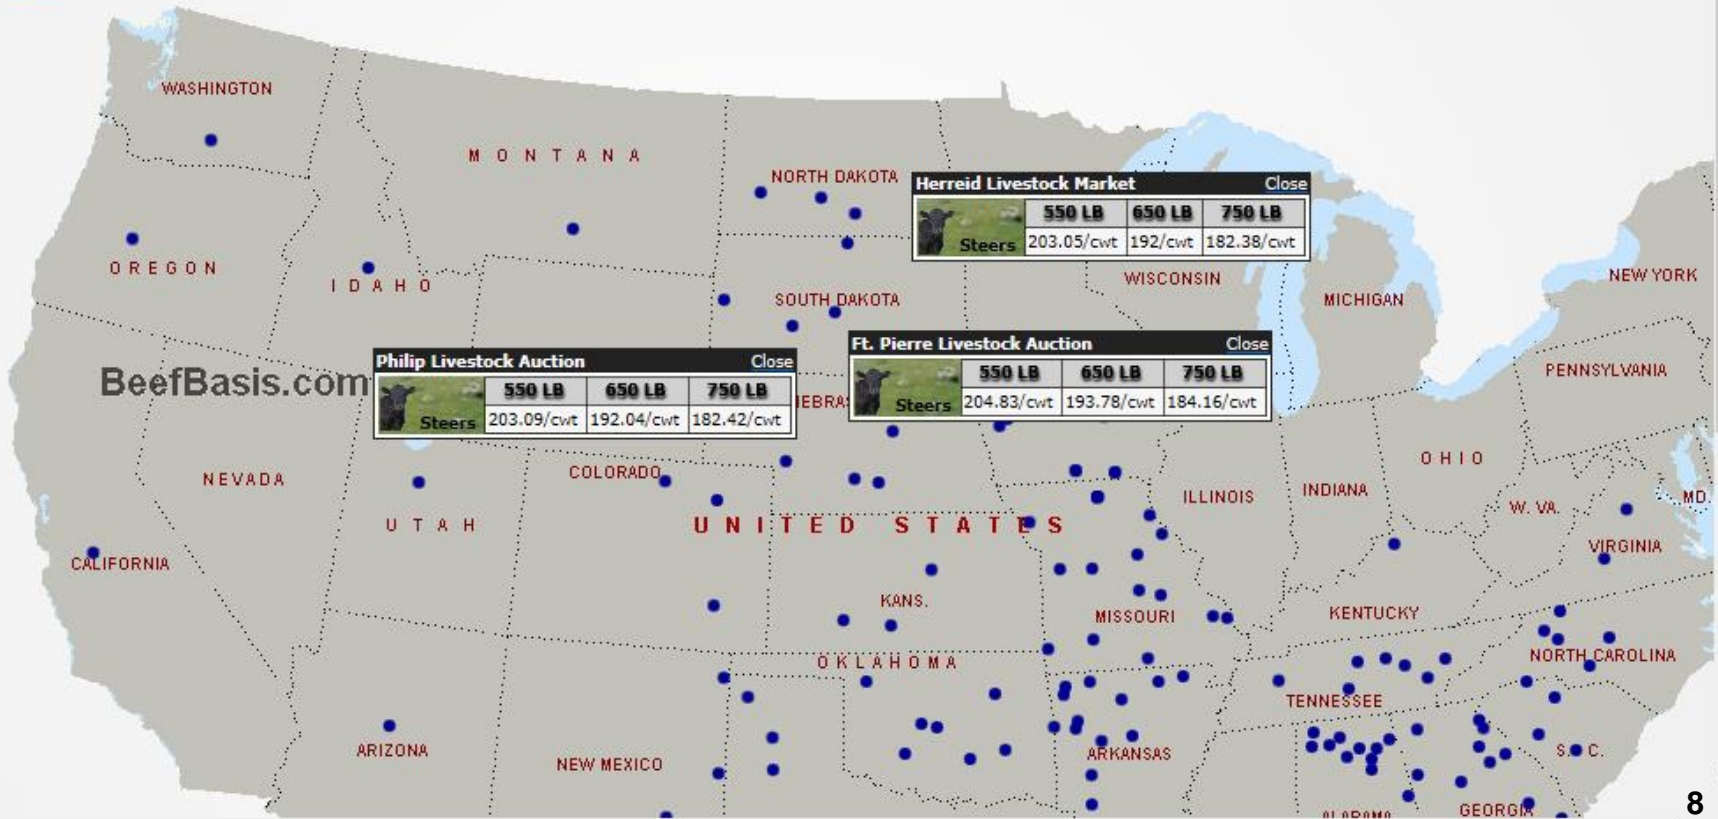 WASHINGTON
MONTANA
NORTH DAKOTA
Herreid Livestock Market Close
550 LB 650 LB 750 LB
Steers 203.05/cwt 192/cwt 182.38/cwt
OREGON
IDAHO
SOUTH DAKOTA
WISCONSIN
MICHIGAN
NEW YORK
Philip Livestock Auction Close
550 LB 650 LB 750 LB
Steers 203.09/cwt 192.04/cwt 182.42/cwt
Ft. Pierre Livestock Auction Close
550 LB 650 LB 750 LB
Steers 204.83/cwt 193.78/cwt 184.16/cwt
BeefBasis.com
PENNSYLVANIA
NEVADA
UTAH
COLORADO
ILLINOIS
INDIANA
OHIO
W. VA.
MD.
UNITED STATES
CALIFORNIA
VIRGINIA
KANS.
MISSOURI
KENTUCKY
OKLAHOMA
NORTH CAROLINA
TENNESSEE
ARIZONA
NEW MEXICO
ARKANSAS
S. C.
ALABAMA
GEORGIA
8